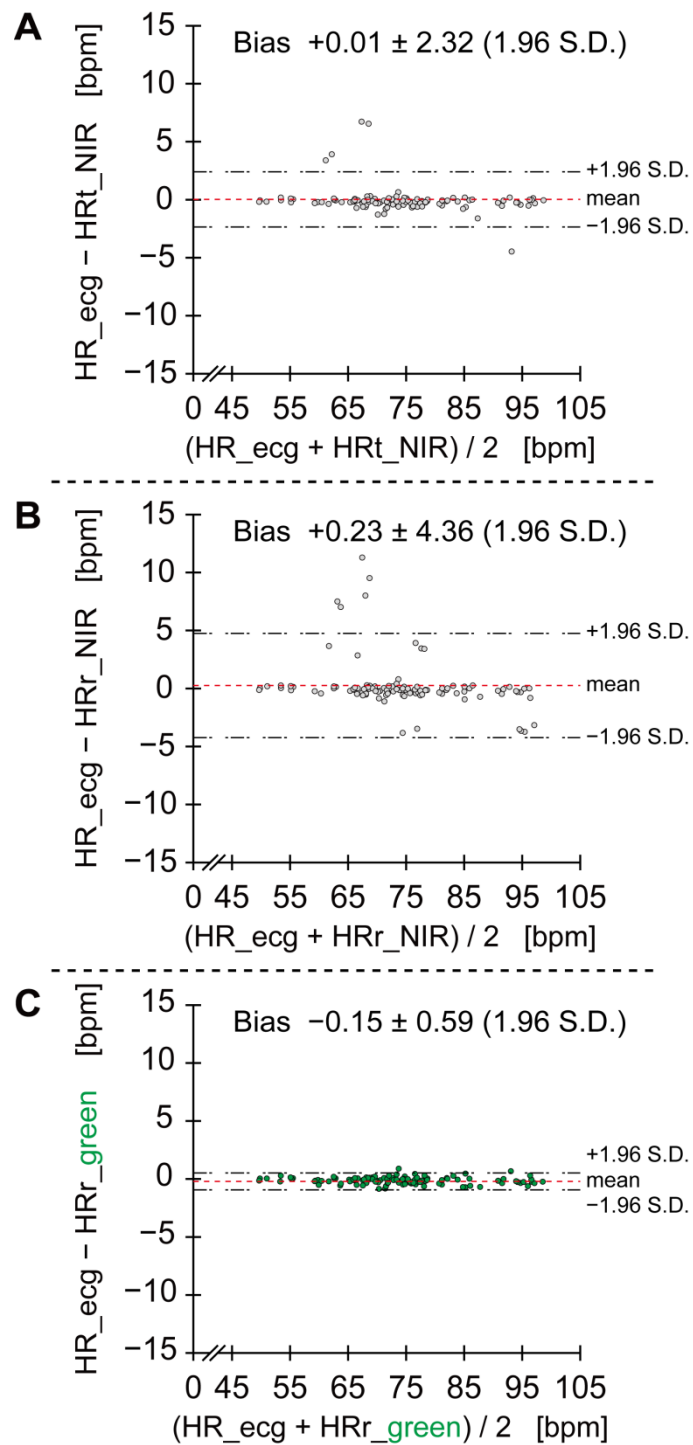 A
HR_ecg − HRt_NIR [bpm]
Bias +0.01 ± 2.32 (1.96 S.D.)
15
10
5
0
−5
−10
−15
+1.96 S.D.
mean
−1.96 S.D.
0 45 55 65 75 85 95 105
(HR_ecg + HRt_NIR) / 2 [bpm]
B
HR_ecg − HRr_NIR [bpm]
Bias +0.23 ± 4.36 (1.96 S.D.)
15
10
5
0
−5
−10
−15
+1.96 S.D.
mean
−1.96 S.D.
0 45 55 65 75 85 95 105
(HR_ecg + HRr_NIR) / 2 [bpm]
C
HR_ecg − HRr_green [bpm]
Bias −0.15 ± 0.59 (1.96 S.D.)
15
10
5
0
−5
−10
−15
+1.96 S.D.
mean
−1.96 S.D.
0 45 55 65 75 85 95 105
(HR_ecg + HRr_green) / 2 [bpm]